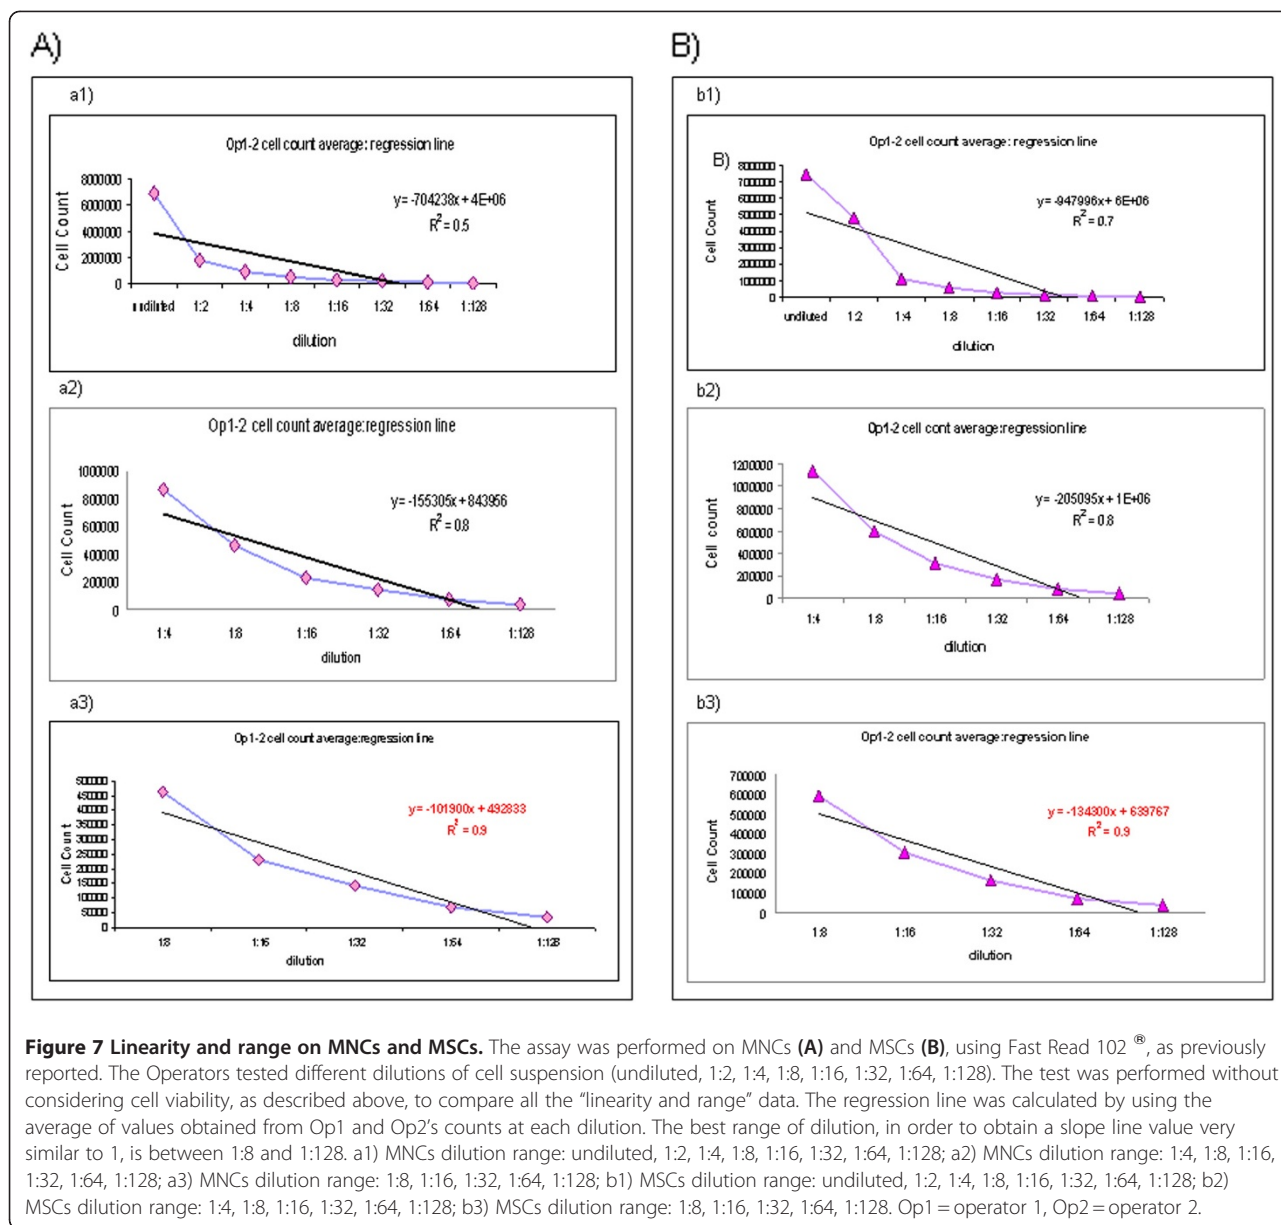 A)
a1)
Op1-2 cell count average: regression line
Cell Count
8000000
6000000
4000000
2000000
0
y= -704238x + 4E+06
R² = 0.5
undiluted 1:2 1:4 1:8 1:16 1:32 1:64 1:128
dilution
a2)
Op1-2 cell count average:regression line
Cell Count
1000000
800000
600000
400000
200000
0
y= -155305x + 843956
R² = 0.8
1:4 1:8 1:16 1:32 1:64 1:128
dilution
a3)
Op1-2 cell count average:regression line
Cell Count
500000
450000
400000
350000
300000
250000
200000
150000
100000
50000
0
y= -101900x + 492833
R² = 0.9
1:8 1:16 1:32 1:64 1:128
dilution
B)
b1)
Op1-2 cell count average: regression line
B)
Cell Count
8000000
7000000
6000000
5000000
4000000
3000000
2000000
1000000
0
y= -947996x + 6E+06
R² = 0.7
undiluted 1:2 1:4 1:8 1:16 1:32 1:64 1:128
dilution
b2)
Op1-2 cell cont average:regression line
Cell count
1200000
1000000
800000
600000
400000
200000
0
y= -205095x + 1E+06
R² = 0.8
1:4 1:8 1:16 1:32 1:64 1:128
dilution
b3)
Op1-2 cell count average:regression line
Cell Count
700000
600000
500000
400000
300000
200000
100000
0
y= -134300x + 639767
R² = 0.9
1:8 1:16 1:32 1:64 1:128
dilution
Figure 7 Linearity and range on MNCs and MSCs. The assay was performed on MNCs (A) and MSCs (B), using Fast Read 102 ®, as previously
reported. The Operators tested different dilutions of cell suspension (undiluted, 1:2, 1:4, 1:8, 1:16, 1:32, 1:64, 1:128). The test was performed without
considering cell viability, as described above, to compare all the “linearity and range” data. The regression line was calculated by using the
average of values obtained from Op1 and Op2’s counts at each dilution. The best range of dilution, in order to obtain a slope line value very
similar to 1, is between 1:8 and 1:128. a1) MNCs dilution range: undiluted, 1:2, 1:4, 1:8, 1:16, 1:32, 1:64, 1:128; a2) MNCs dilution range: 1:4, 1:8, 1:16,
1:32, 1:64, 1:128; a3) MNCs dilution range: 1:8, 1:16, 1:32, 1:64, 1:128; b1) MSCs dilution range: undiluted, 1:2, 1:4, 1:8, 1:16, 1:32, 1:64, 1:128; b2)
MSCs dilution range: 1:4, 1:8, 1:16, 1:32, 1:64, 1:128; b3) MSCs dilution range: 1:8, 1:16, 1:32, 1:64, 1:128. Op1 = operator 1, Op2 = operator 2.